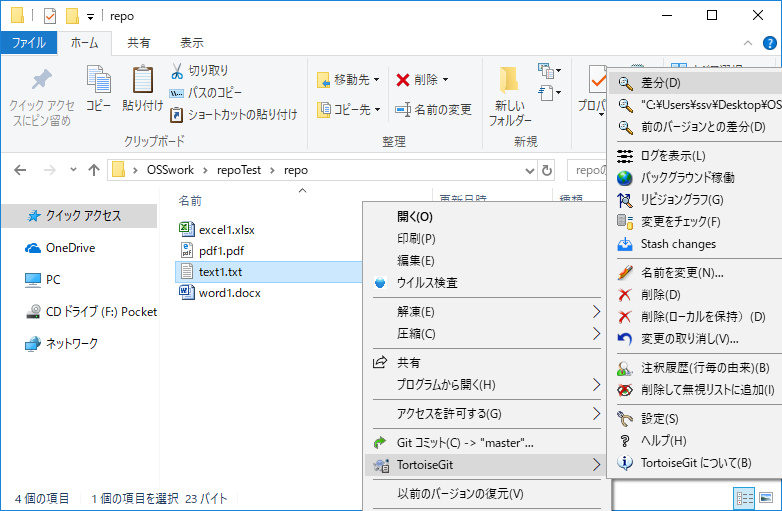 repo
ファイル
ホーム
共有
表示
クイック アクセス
にピン留め
コピー
貼り付け
切り取り
パスのコピー
ショートカットの貼り付け
クリップボード
移動先
コピー先
削除
名前の変更
整理
新しい
フォルダー
新規
OSSwork
repoTest
repo
名前
クイック アクセス
OneDrive
PC
CD ドライブ (F:) Pocket
ネットワーク
excel1.xlsx
pdf1.pdf
text1.txt
word1.docx
開く(O)
印刷(P)
編集(E)
ウイルス検査
解凍(E)
圧縮(C)
共有
プログラムから開く(H)
アクセスを許可する(G)
Git コミット(C) -> "master"...
TortoiseGit
以前のバージョンの復元(V)
差分(D)
"C:¥Users¥ssv¥Desktop¥OS
前のバージョンとの差分(D)
ログを表示(L)
バックグラウンド稼働
リビジョングラフ(G)
変更をチェック(F)
Stash changes
名前を変更(N)...
削除(D)
削除(ローカルを保持）(D)
変更の取り消し(V)...
注釈履歴(行毎の由来)(B)
削除して無視リストに追加(I)
設定(S)
ヘルプ(H)
TortoiseGit について(B)
4 個の項目
1 個の項目を選択 23 バイト